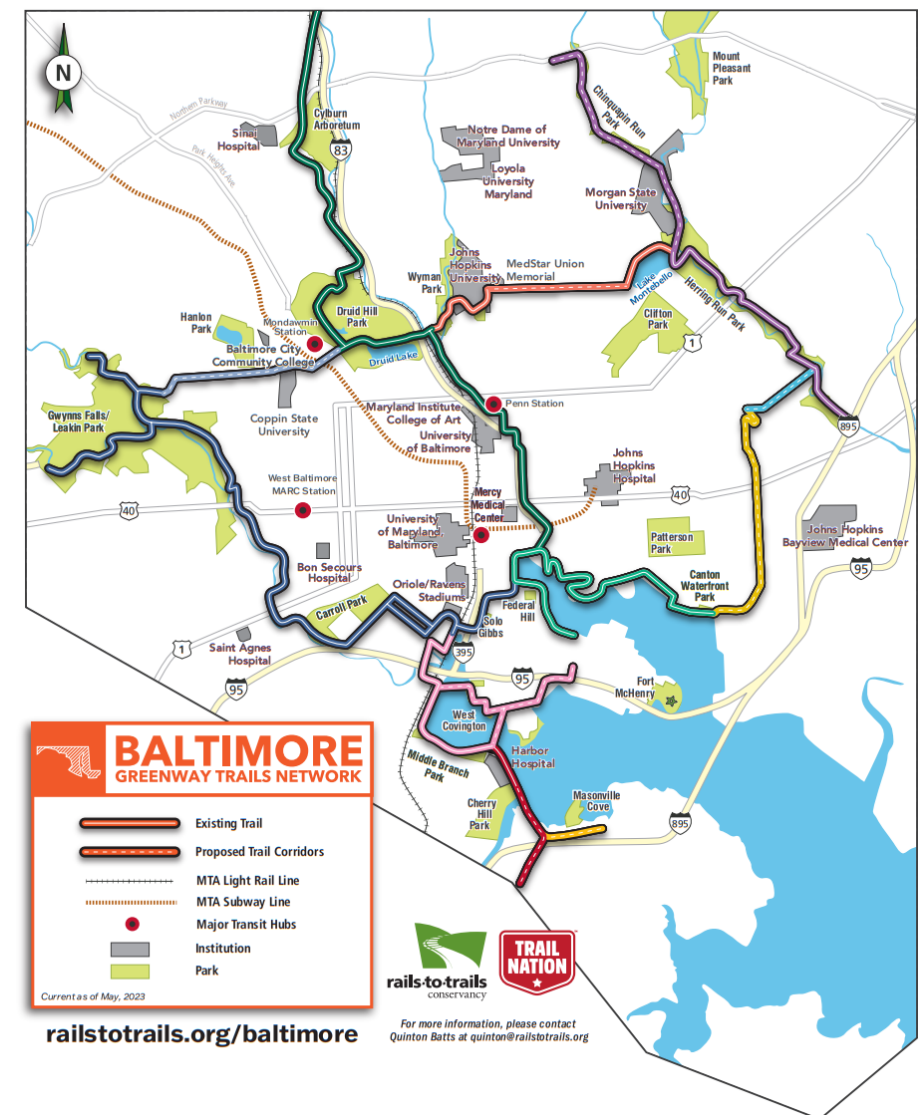 N
Mount
Pleasant
Park
Chinquapin Run
Park
Northern Parkway
Cylburn
Arboretum
Sinai
Hospital
83
Notre Dame of
Maryland University
Loyola
University
Maryland
Park Heights Ave.
Morgan State
University
Johns
Hopkins
University
MedStar Union
Memorial
Wyman
Park
Lake
Montebello
Herring Run Park
Clifton
Park
1
Druid Hill
Park
Hanlon
Park
Mondawmin
Station
Baltimore City
Community College
Druid Lake
Gwynns Falls/
Leakin Park
Coppin State
University
Maryland Institute
College of Art
University
of Baltimore
Penn Station
895
Johns
Hopkins
Hospital
West Baltimore
MARC Station
40
40
Mercy
Medical
Center
University
of Maryland,
Baltimore
Patterson
Park
Johns Hopkins
Bayview Medical Center
95
Bon Secours
Hospital
Oriole/Ravens
Stadiums
Canton
Waterfront
Park
Carroll Park
Federal
Hill
Solo
Gibbs
1
Saint Agnes
Hospital
395
95
95
Fort
McHenry
West
Covington
Harbor
Hospital
Middle Branch
Park
Cherry
Hill
Park
Masonville
Cove
895
BALTIMORE
GREENWAY TRAILS NETWORK
Existing Trail
Proposed Trail Corridors
MTA Light Rail Line
MTA Subway Line
Major Transit Hubs
Institution
Park
Current as of May, 2023
railstotrails.org/baltimore
rails-to-trails
conservancy
TRAIL
NATION
For more information, please contact
Quinton Batts at quinton@railstotrails.org